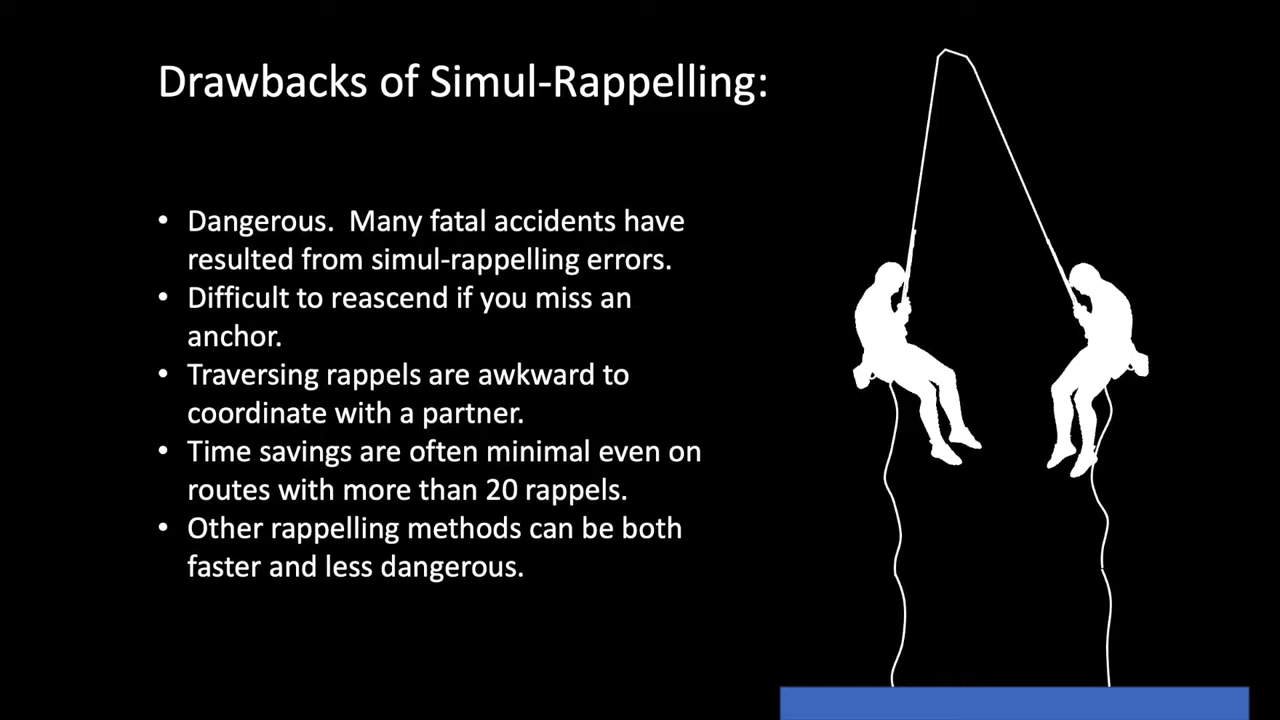 Drawbacks of Simul-Rappelling:
• Dangerous.  Many fatal accidents have
resulted from simul-rappelling errors.
• Difficult to reascend if you miss an
anchor.
• Traversing rappels are awkward to
coordinate with a partner.
• Time savings are often minimal even on
routes with more than 20 rappels.
• Other rappelling methods can be both
faster and less dangerous.